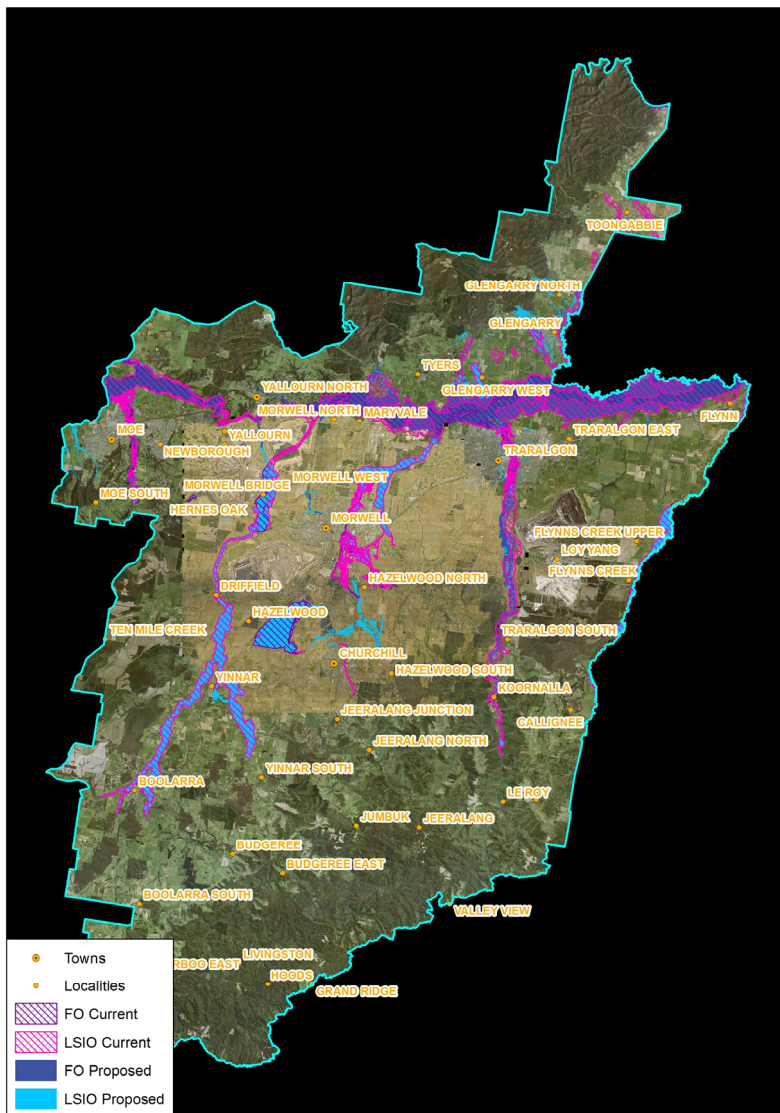 TOONGABBIE
GLENGARRY NORTH
GLENGARRY
TYERS
GLENGARRY WEST
YALLOURN NORTH
MORWELL NORTH
MARYVALE
FLYNN
MOE
YALLOURN
TRARALGON EAST
NEWBOROUGH
TRARALGON
MORWELL WEST
MORWELL BRIDGE
MOE SOUTH
HERNES OAK
MORWELL
FLYNNS CREEK UPPER
LOY YANG
FLYNNS CREEK
HAZELWOOD NORTH
DRIFFIELD
HAZELWOOD
TEN MILE CREEK
TRARALGON SOUTH
CHURCHILL
HAZELWOOD SOUTH
YINNAR
KOORNALLA
JEERALANG JUNCTION
CALLIGNEE
JEERALANG NORTH
YINNAR SOUTH
BOOLARRA
LE ROY
JUMBUK
JEERALANG
BUDGEREE
BUDGEREE EAST
BOOLARRA SOUTH
VALLEY VIEW
LIVINGSTON
RBOO EAST
HOODS
GRAND RIDGE
Towns
Localities
FO Current
LSIO Current
FO Proposed
LSIO Proposed